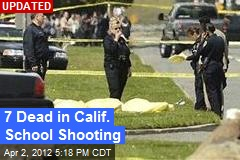 UPDATED
7 Dead in Calif.
School Shooting
Apr 2, 2012 5:18 PM CDT